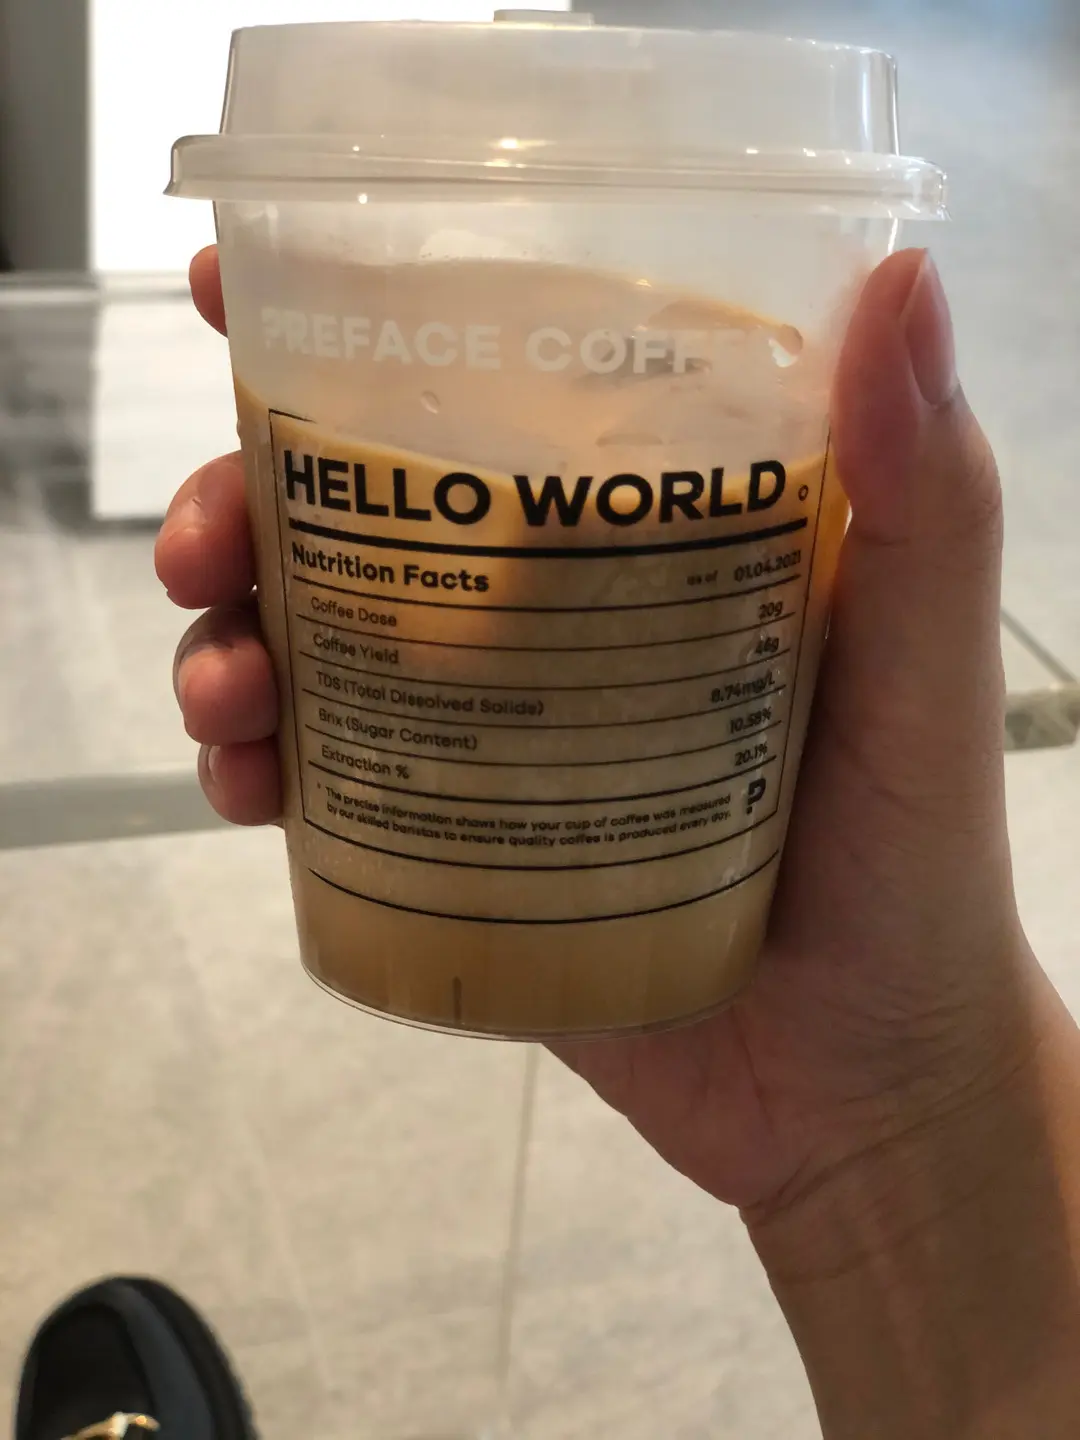 PREFACE COFFEE
HELLO WORLD.
Nutrition Facts as of 01.04.2021
Coffee Dose 20g
Coffee Yield 46g
TDS (Total Dissolved Solids) 8.74mg/L
Brix (Sugar Content) 10.58%
Extraction % 20.1%
* The precise information shows how your cup of coffee was measured
by our skilled baristas to ensure quality coffee is produced every day.